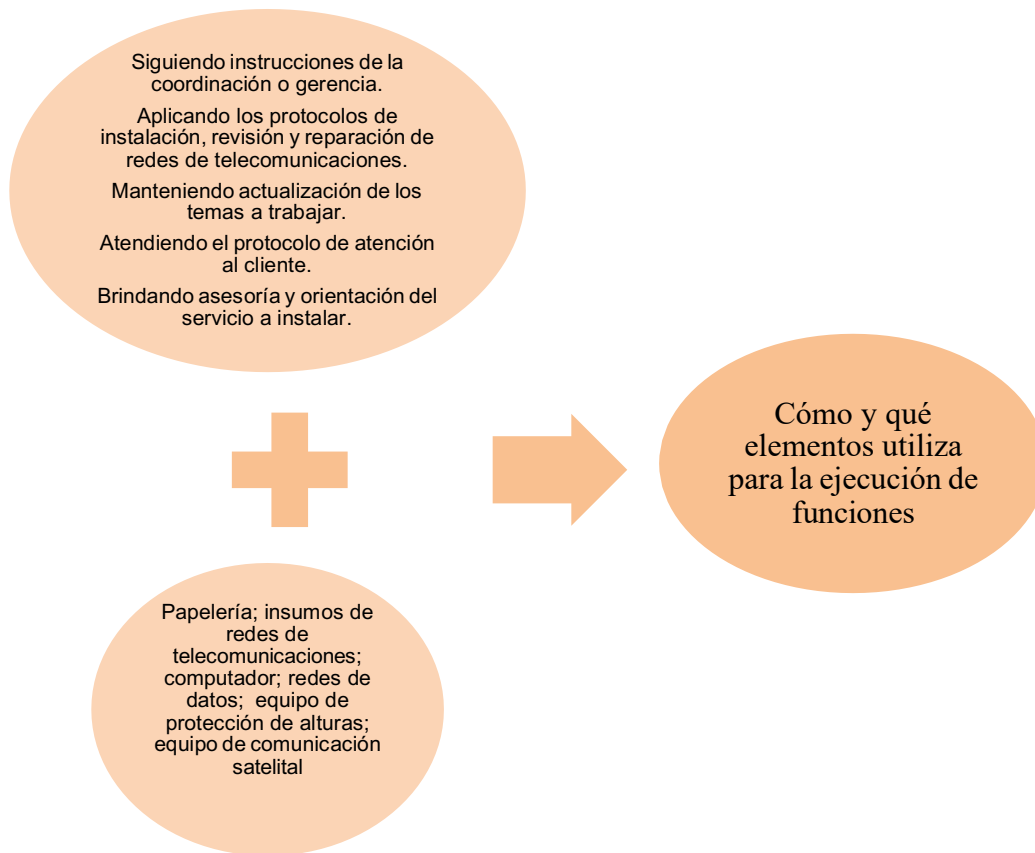 Siguiendo instrucciones de la
coordinación o gerencia.
Aplicando los protocolos de
instalación, revisión y reparación de
redes de telecomunicaciones.
Manteniendo actualización de los
temas a trabajar.
Atendiendo el protocolo de atención
al cliente.
Brindando asesoría y orientación del
servicio a instalar.
Cómo y qué
elementos utiliza
para la ejecución de
funciones
Papelería; insumos de
redes de
telecomunicaciones;
computador; redes de
datos;  equipo de
protección de alturas;
equipo de comunicación
satelital